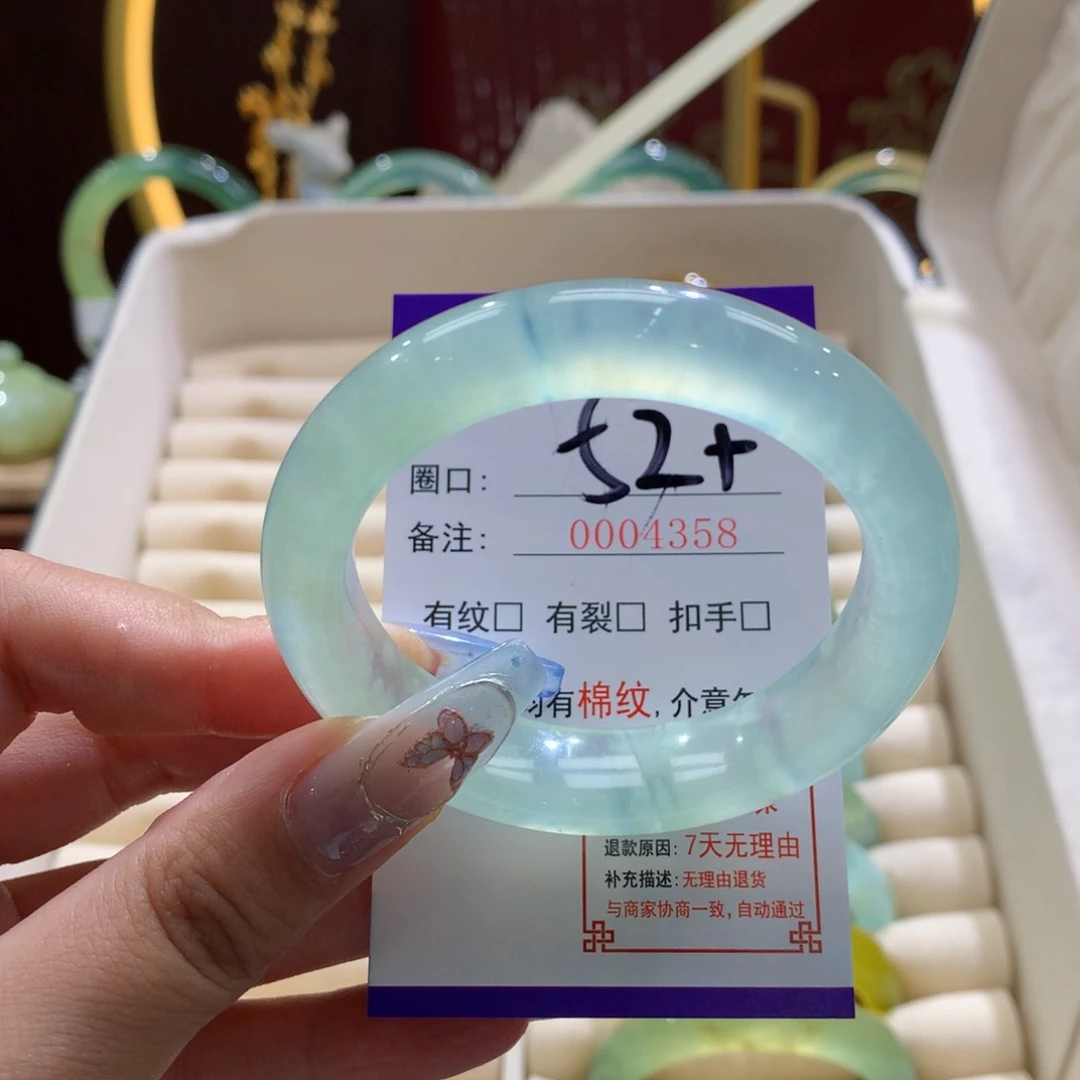 圈口: 52+
备注: 0004358
有纹□ 有裂□ 扣手□
有棉纹, 介意
退款原因: 7天无理由
补充描述: 无理由退货
与商家协商一致, 自动通过